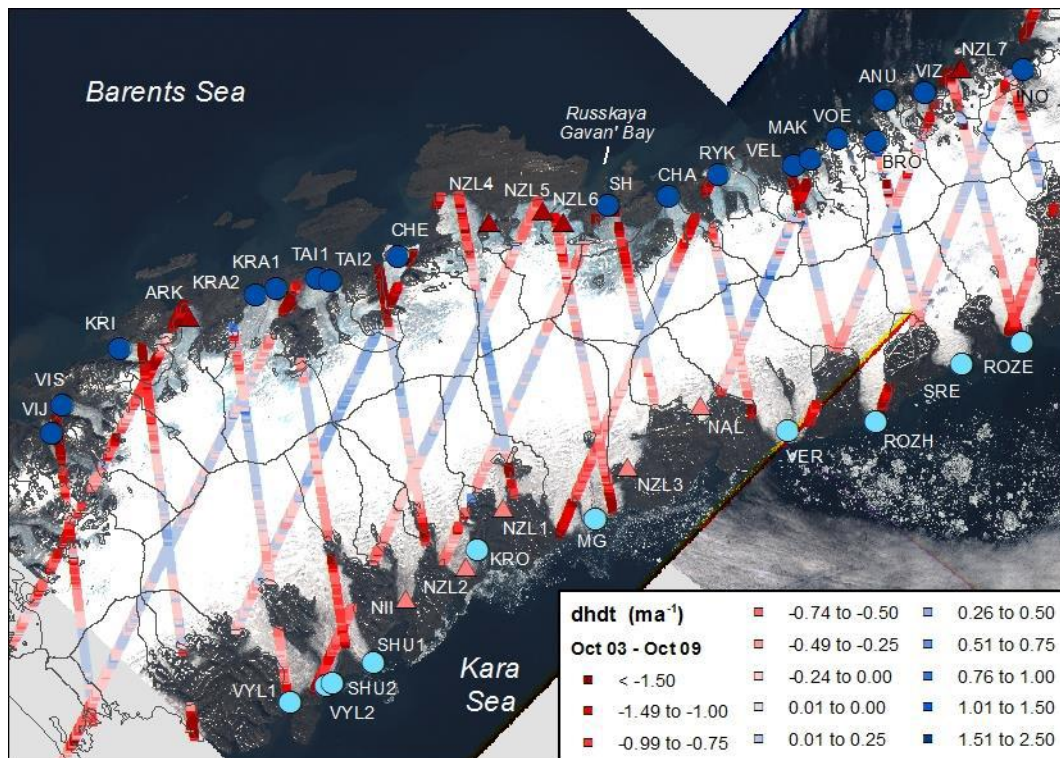 Barents Sea
Russkaya
Gavan' Bay
NZL7
VIZ
ANU
INO
VOE
MAK
BRO
VEL
RYK
CHA
SH
NZL6
NZL5
NZL4
CHE
TAI2
TAI1
KRA1
KRA2
ARK
KRI
VIS
VIJ
ROZE
SRE
ROZH
NAL
VER
NZL3
MG
NZL1
KRO
NZL2
NII
SHU1
SHU2
VYL1
VYL2
Kara
Sea
dhdt (ma⁻¹)
Oct 03 - Oct 09
< -1.50
-1.49 to -1.00
-0.99 to -0.75
-0.74 to -0.50
-0.49 to -0.25
-0.24 to 0.00
0.01 to 0.00
0.01 to 0.25
0.26 to 0.50
0.51 to 0.75
0.76 to 1.00
1.01 to 1.50
1.51 to 2.50